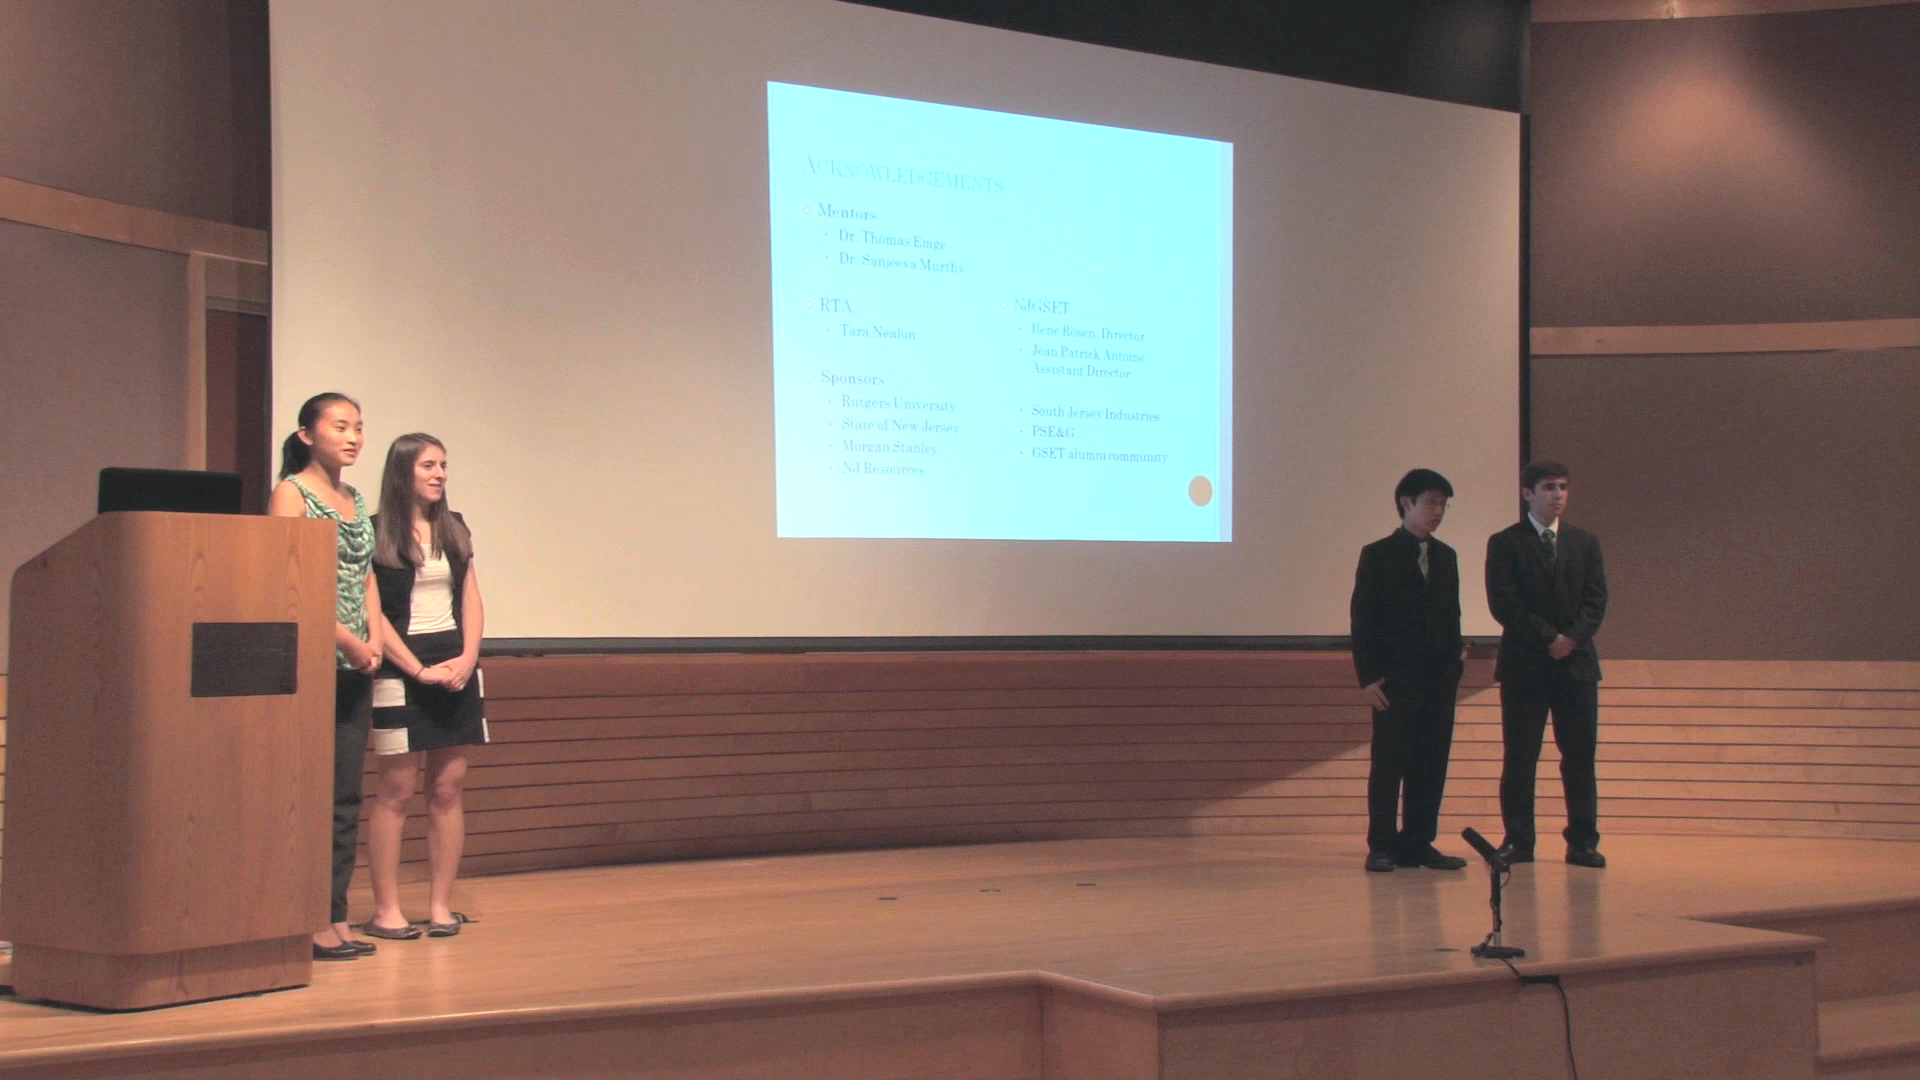 ACKNOWLEDGEMENTS
Mentors
Dr. Thomas Emge
Dr. Sanjeeva Murthy
RTA
Tara Nealon
Sponsors
Rutgers University
State of New Jersey
Morgan Stanley
NJ Resources
NJGSET
Ilene Rosen, Director
Jean Patrick Antoine
Assistant Director
South Jersey Industries
PSE&G
GSET alumni community